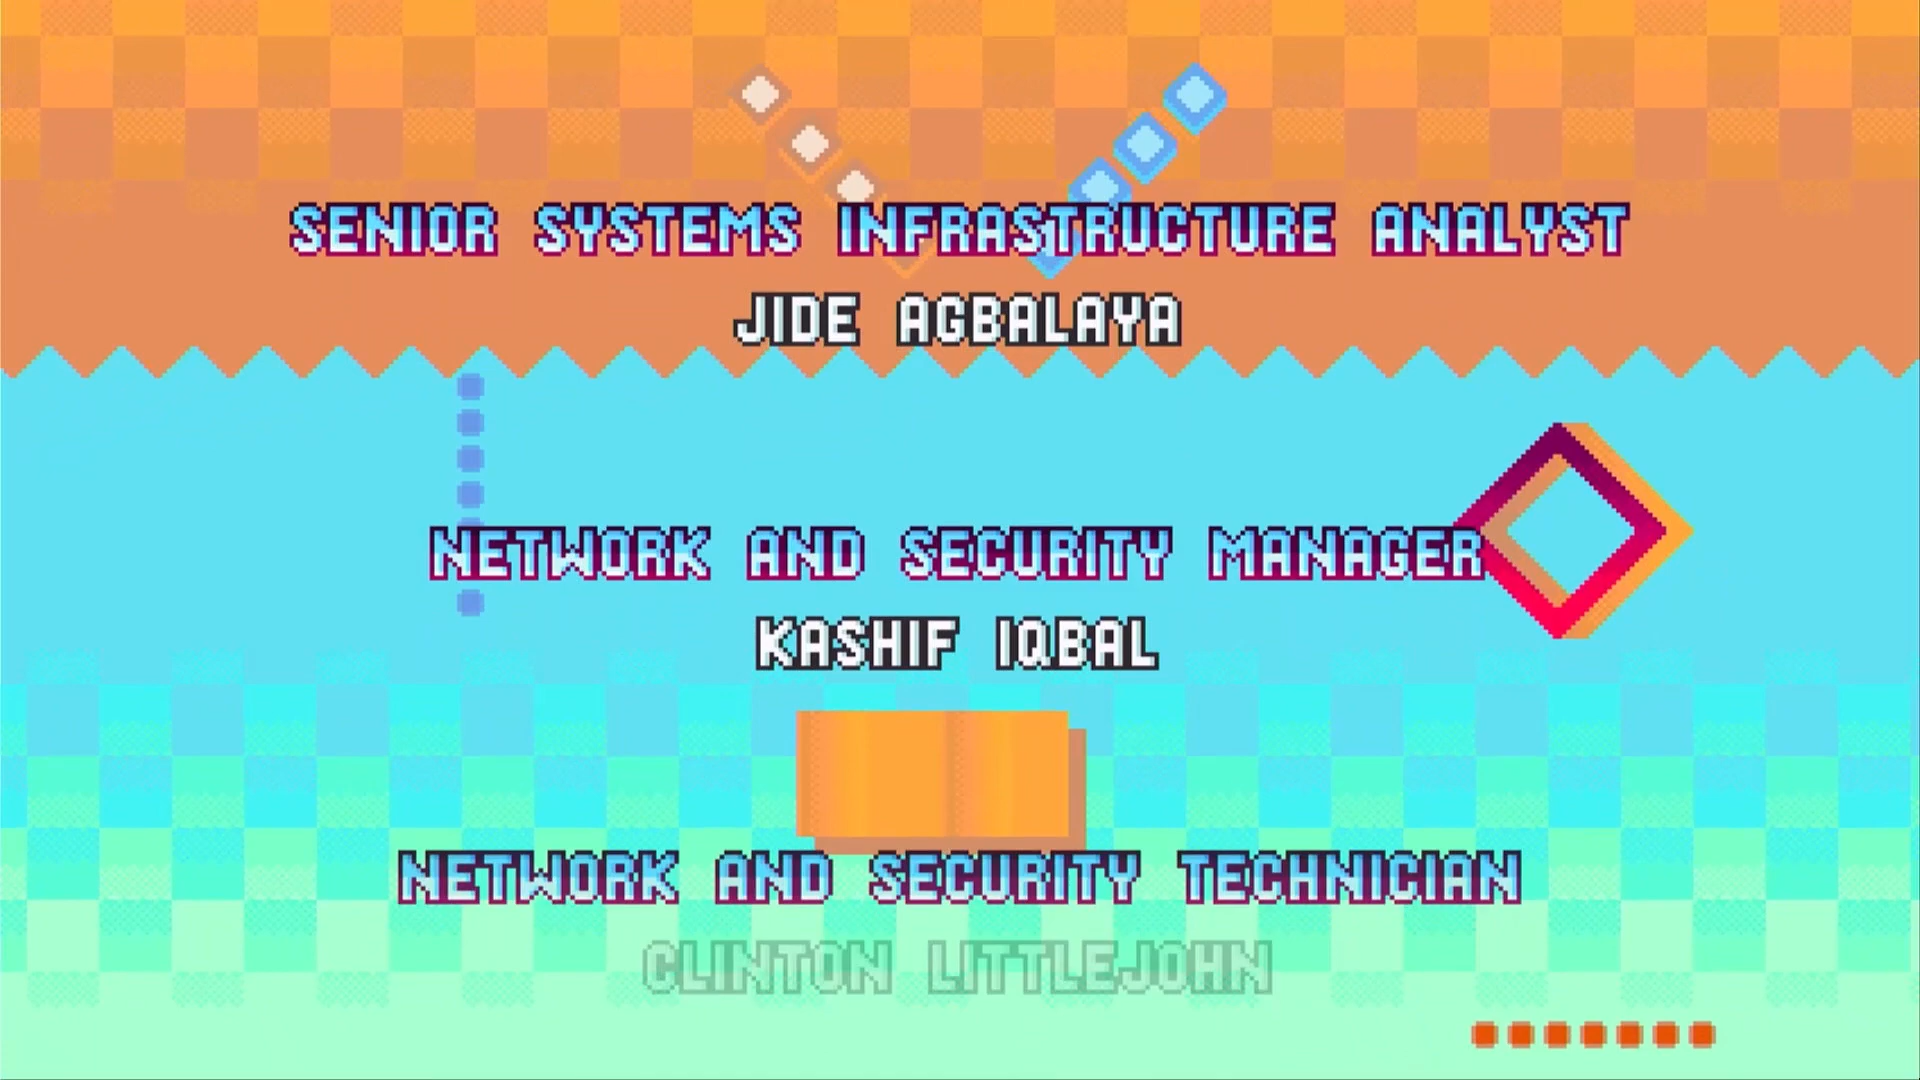 SENIOR SYSTEMS INFRASTRUCTURE ANALYST
JIDE AGBALAYA
NETWORK AND SECURITY MANAGER
KASHIF IQBAL
NETWORK AND SECURITY TECHNICIAN
CLINTON LITTLEJOHN